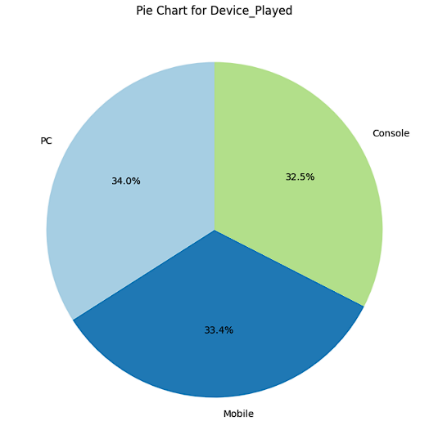 Pie Chart for Device_Played
PC
Console
34.0%
32.5%
33.4%
Mobile